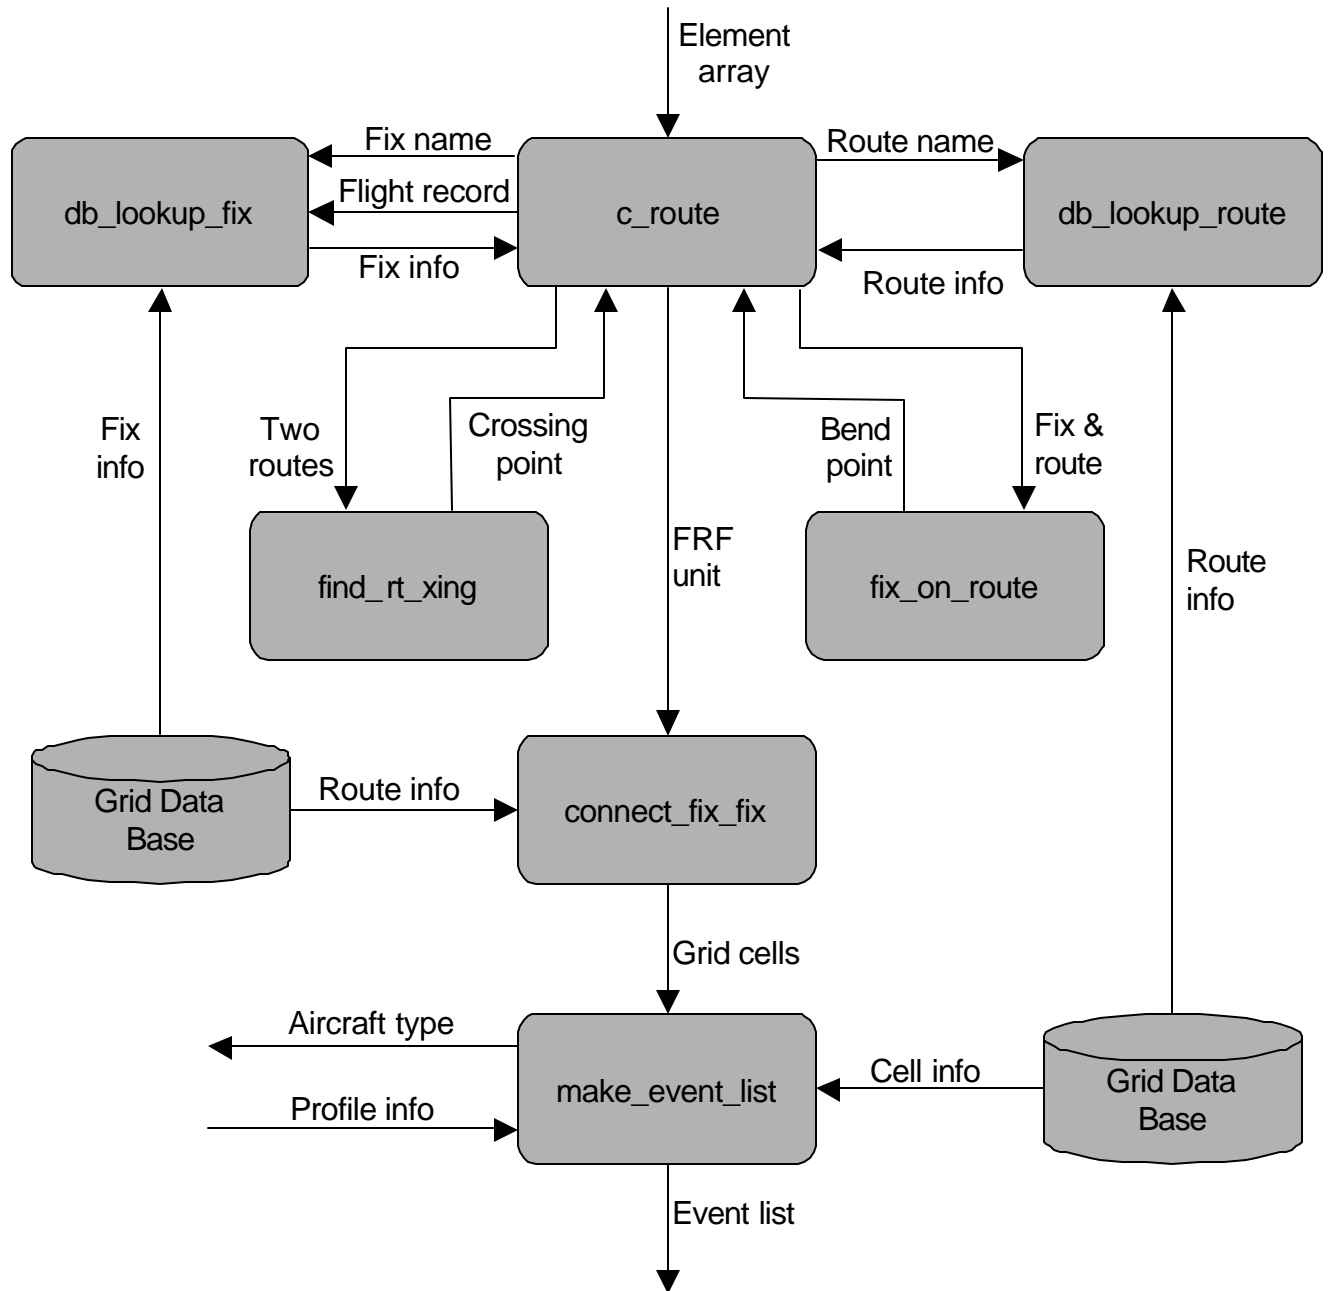 Element
array
Fix name
Route name
Flight record
db_lookup_fix
c_route
db_lookup_route
Fix info
Route info
Fix
info
Two
routes
Crossing
point
Bend
point
Fix &
route
FRF
unit
Route
info
find_rt_xing
fix_on_route
Grid Data
Base
Route info
connect_fix_fix
Grid cells
Aircraft type
Profile info
make_event_list
Cell info
Grid Data
Base
Event list